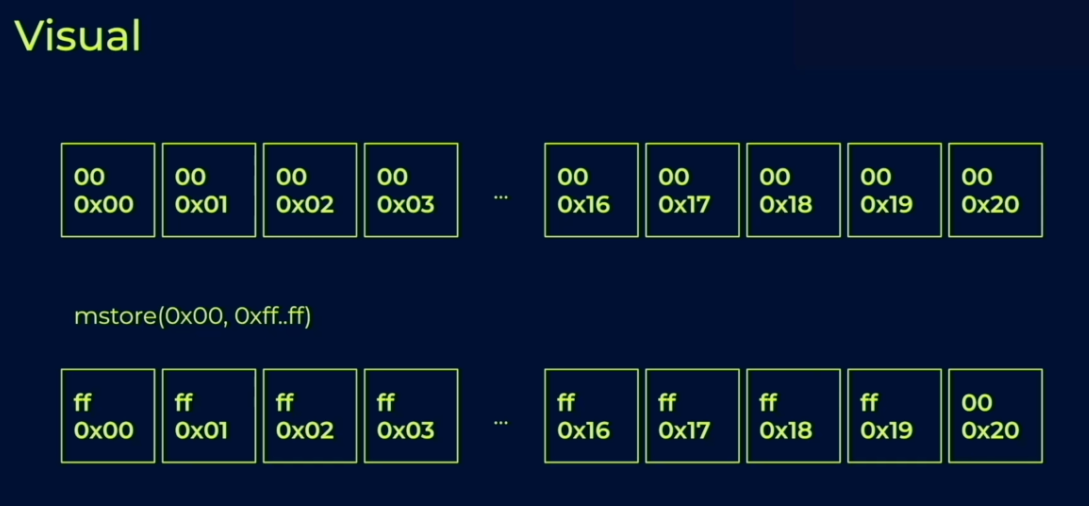 Visual
00 00 00 00 ... 00 00 00 00 00
0x00 0x01 0x02 0x03 0x16 0x17 0x18 0x19 0x20
mstore(0x00, 0xff..ff)
ff ff ff ff ... ff ff ff ff 00
0x00 0x01 0x02 0x03 0x16 0x17 0x18 0x19 0x20